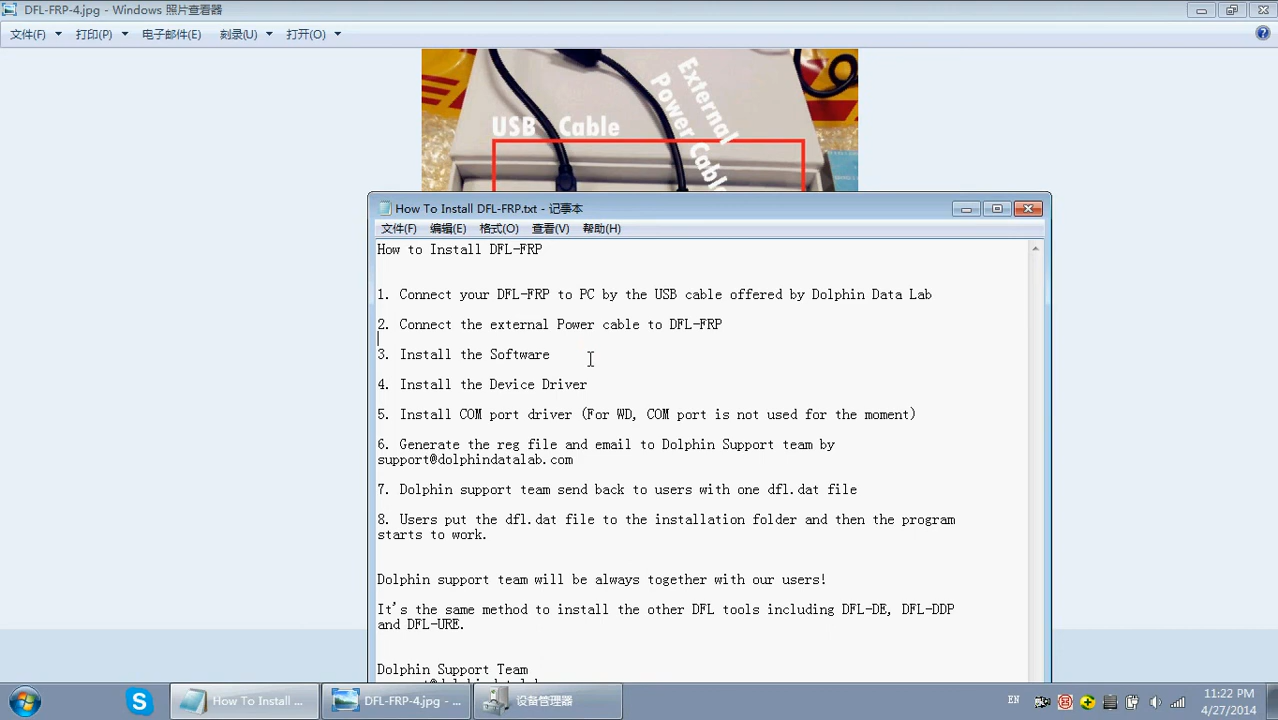 DFL-FRP-4.jpg - Windows 照片查看器
文件(F) 打印(P) 电子邮件(E) 刻录(U) 打开(O)
USB Cable
External
Power Cable
How To Install DFL-FRP.txt - 记事本
文件(F) 编辑(E) 格式(O) 查看(V) 帮助(H)
How to Install DFL-FRP
1. Connect your DFL-FRP to PC by the USB cable offered by Dolphin Data Lab
2. Connect the external Power cable to DFL-FRP
3. Install the Software
4. Install the Device Driver
5. Install COM port driver (For WD, COM port is not used for the moment)
6. Generate the reg file and email to Dolphin Support team by
support@dolphindatalab.com
7. Dolphin support team send back to users with one dfl.dat file
8. Users put the dfl.dat file to the installation folder and then the program
starts to work.
Dolphin support team will be always together with our users!
It's the same method to install the other DFL tools including DFL-DE, DFL-DDP
and DFL-URE.
Dolphin Support Team
How To Install ... DFL-FRP-4.jpg - ... 设备管理器
EN
11:22 PM
4/27/2014